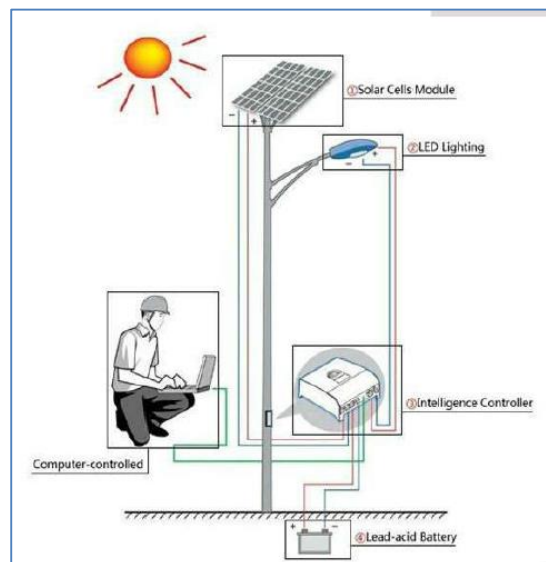 ①Solar Cells Module
− +
②LED Lighting
− +
③Intelligence Controller
Computer-controlled
+ −
④Lead-acid Battery